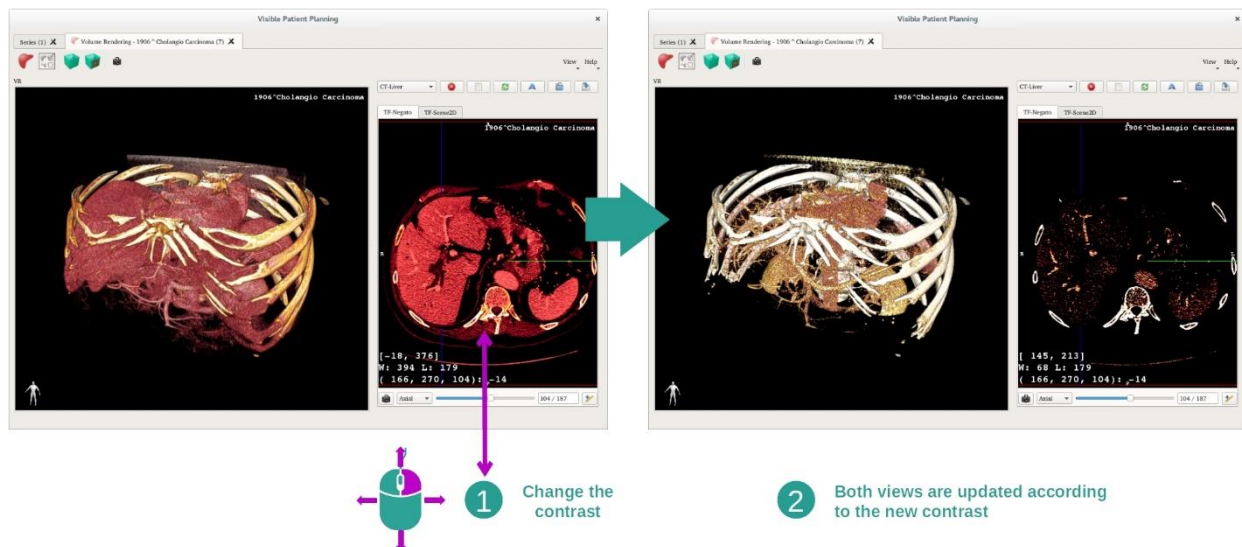 Visible Patient Planning
Series (1)
Volume Rendering - 1906^Cholangio Carcinoma (7)
View
Help
VR
1906^Cholangio Carcinoma
CT-Liver
TF-Negato
TF-Scene2D
1906^Cholangio Carcinoma
[-18, 376]
W: 394 L: 179
( 166, 270, 104): -14
Axial
104 / 187
Visible Patient Planning
Series (1)
Volume Rendering - 1906^Cholangio Carcinoma (7)
View
Help
VR
1906^Cholangio Carcinoma
CT-Liver
TF-Negato
TF-Scene2D
1906^Cholangio Carcinoma
[ 145, 213]
W: 68 L: 179
( 166, 270, 104): -14
Axial
104 / 187
1
Change the
contrast
2
Both views are updated according
to the new contrast